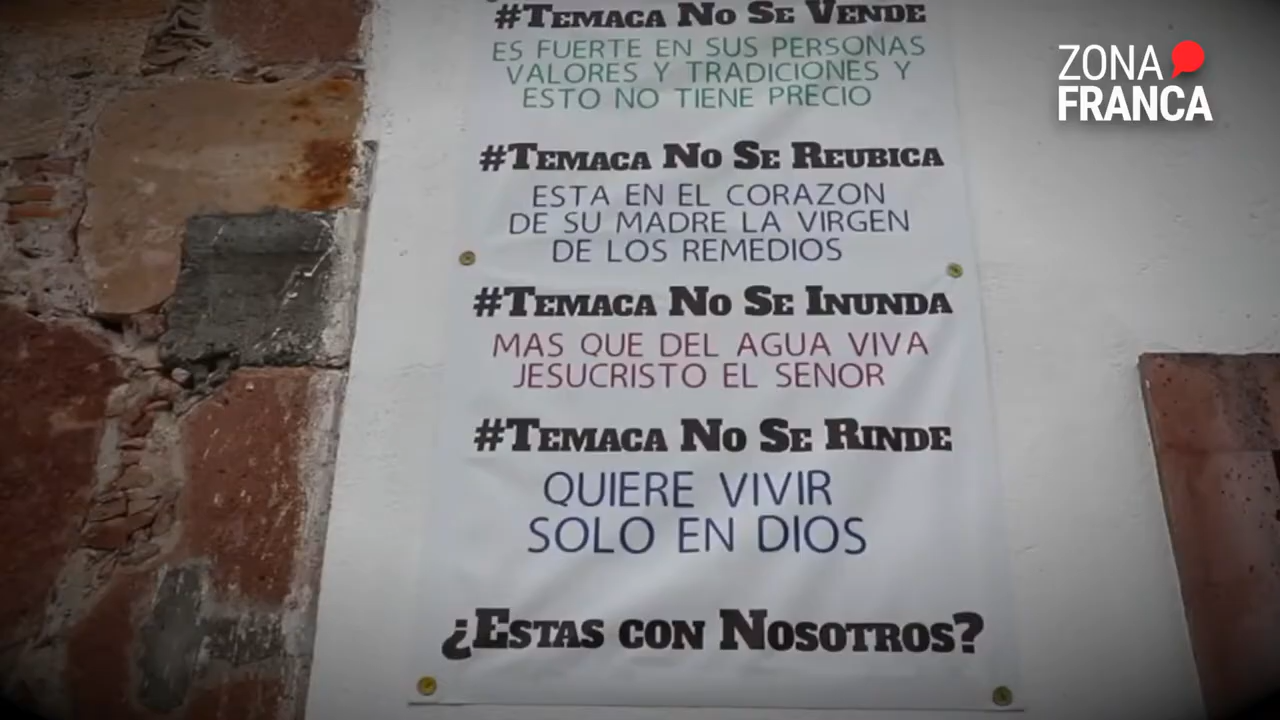 #TEMACA NO SE VENDE
ES FUERTE EN SUS PERSONAS
VALORES Y TRADICIONES Y
ESTO NO TIENE PRECIO
#TEMACA NO SE REUBICA
ESTA EN EL CORAZON
DE SU MADRE LA VIRGEN
DE LOS REMEDIOS
#TEMACA NO SE INUNDA
MAS QUE DEL AGUA VIVA
JESUCRISTO EL SENOR
#TEMACA NO SE RINDE
QUIERE VIVIR
SOLO EN DIOS
¿ESTAS CON NOSOTROS?
ZONA
FRANCA